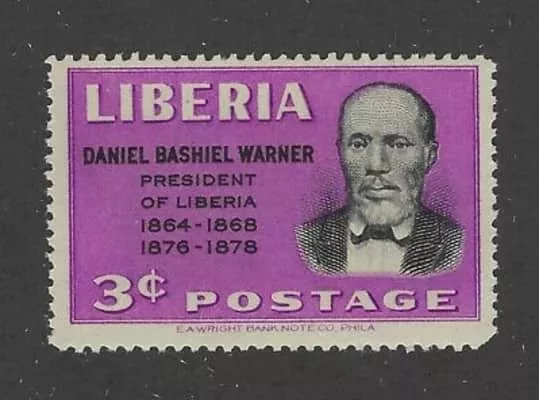 LIBERIA
DANIEL BASHIEL WARNER
PRESIDENT
OF LIBERIA
1864-1868
1876-1878
3¢ POSTAGE
E.A. WRIGHT BANK NOTE CO., PHILA